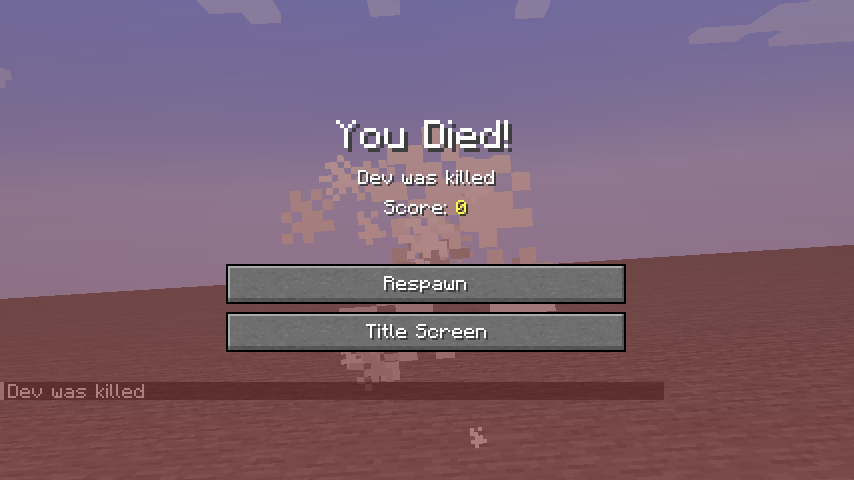 You Died!
Dev was killed
Score: 0
Respawn
Title Screen
Dev was killed